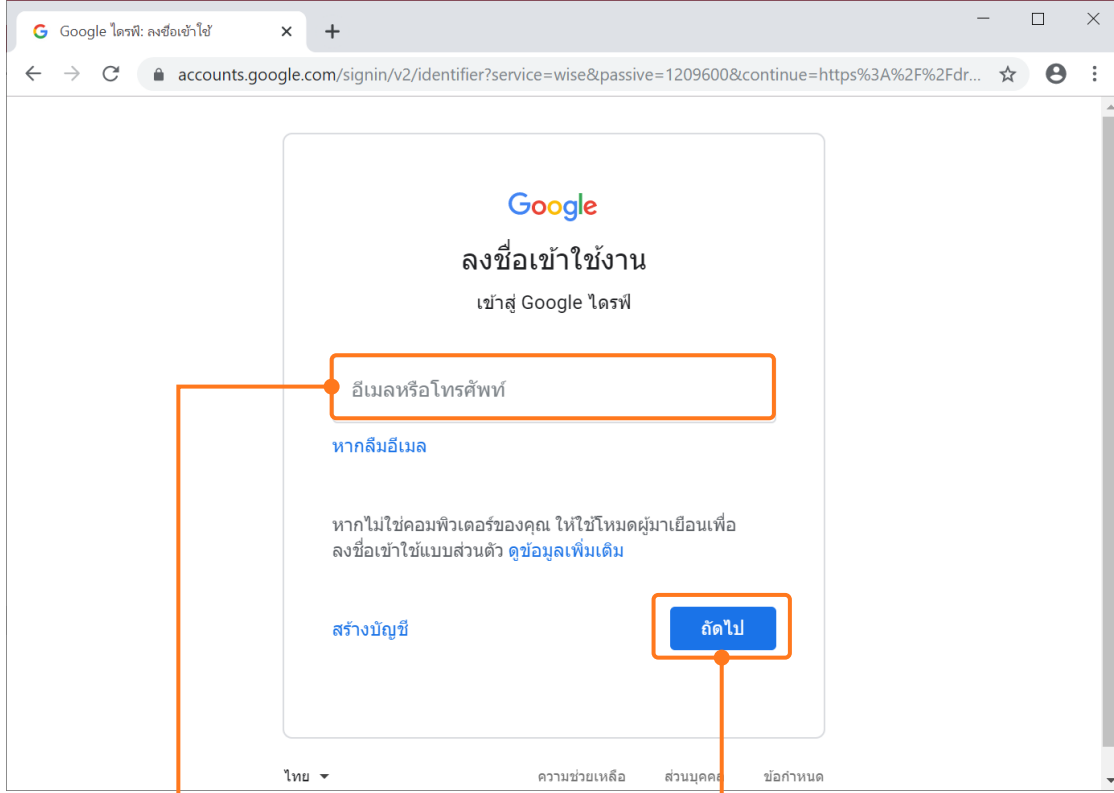 Google ไดรฟ์: ลงชื่อเข้าใช้
accounts.google.com/signin/v2/identifier?service=wise&passive=1209600&continue=https%3A%2F%2Fdr...
Google
ลงชื่อเข้าใช้งาน
เข้าสู่ Google ไดรฟ์
อีเมลหรือโทรศัพท์
หากลืมอีเมล
หากไม่ใช่คอมพิวเตอร์ของคุณ ให้ใช้โหมดผู้มาเยือนเพื่อ
ลงชื่อเข้าใช้แบบส่วนตัว ดูข้อมูลเพิ่มเติม
สร้างบัญชี ถัดไป
ไทย ความช่วยเหลือ ส่วนบุคคล ข้อกำหนด